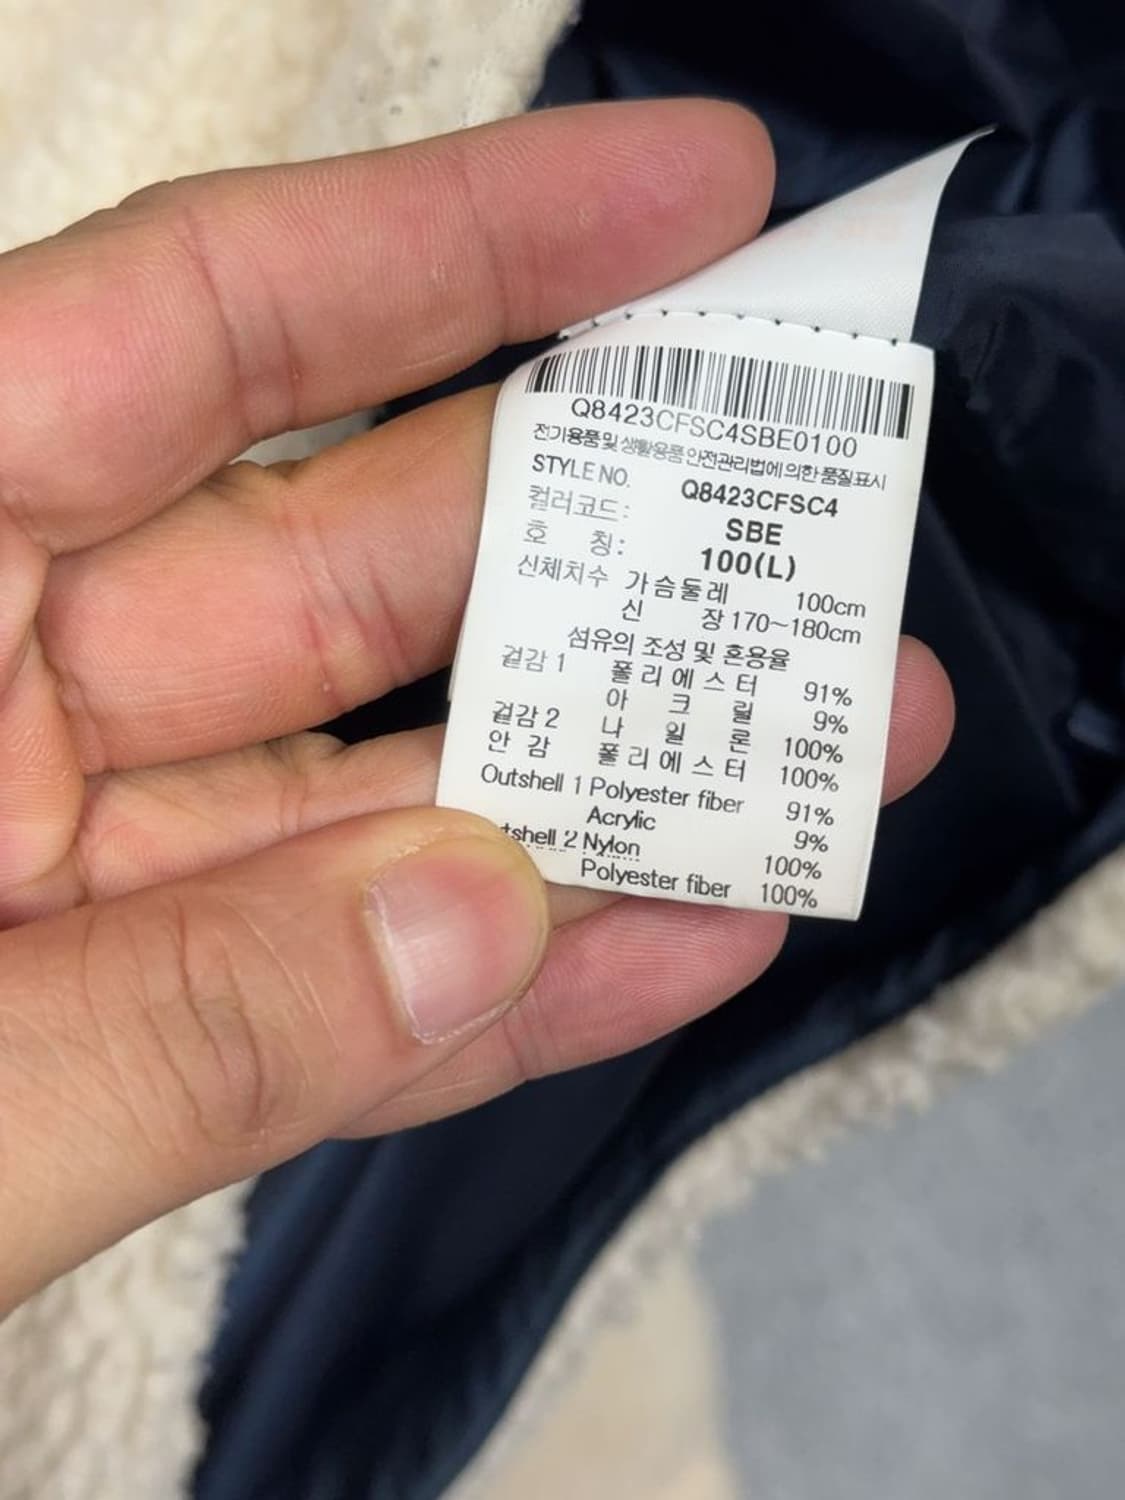 Q8423CFSC4SBE0100
전기용품 및 생활용품 안전관리법에 의한 품질표시
STYLE NO. Q8423CFSC4
컬러코드 : SBE
호 칭 : 100(L)
신체치수 가슴둘레 100cm
신 장 170~180cm
섬유의 조성 및 혼용율
겉감 1 폴리에스터 91%
아 크 릴 9%
겉감 2 나 일 론 100%
안 감 폴리에스터 100%
Outshell 1 Polyester fiber 91%
Acrylic 9%
tshell 2 Nylon 100%
Polyester fiber 100%